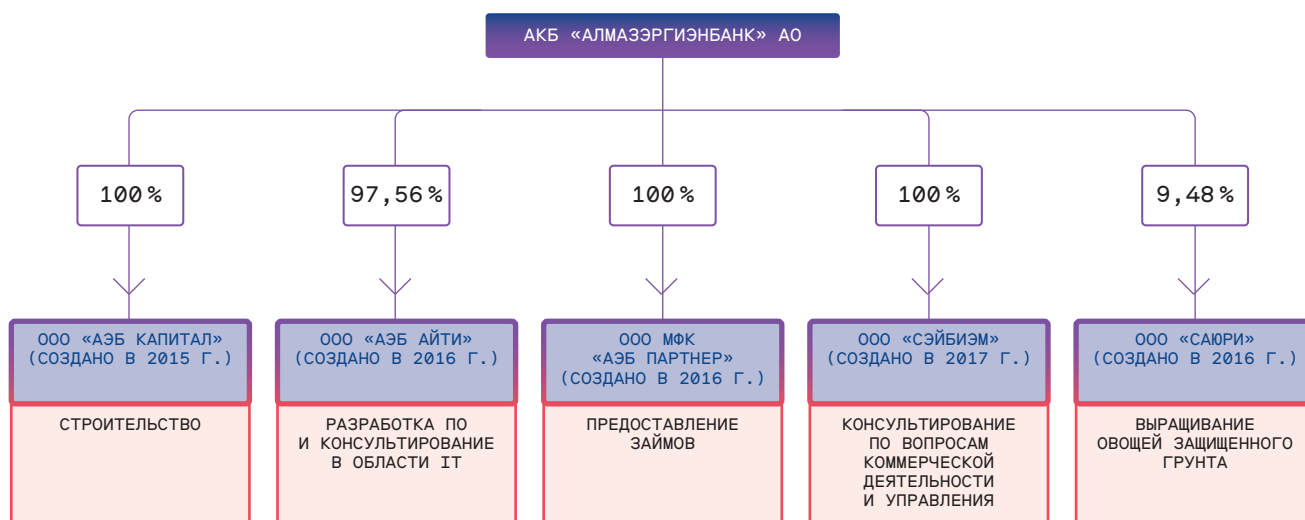 АКБ «АЛМАЗЭРГИЭНБАНК» АО
100 %
97,56 %
100 %
100 %
9,48 %
ООО «АЭБ КАПИТАЛ»
(СОЗДАНО В 2015 Г.)
ООО «АЭБ АЙТИ»
(СОЗДАНО В 2016 Г.)
ООО МФК
«АЭБ ПАРТНЕР»
(СОЗДАНО В 2016 Г.)
ООО «СЭЙБИЭМ»
(СОЗДАНО В 2017 Г.)
ООО «САЮРИ»
(СОЗДАНО В 2016 Г.)
СТРОИТЕЛЬСТВО
РАЗРАБОТКА ПО
И КОНСУЛЬТИРОВАНИЕ
В ОБЛАСТИ IT
ПРЕДОСТАВЛЕНИЕ
ЗАЙМОВ
КОНСУЛЬТИРОВАНИЕ
ПО ВОПРОСАМ
КОММЕРЧЕСКОЙ
ДЕЯТЕЛЬНОСТИ
И УПРАВЛЕНИЯ
ВЫРАЩИВАНИЕ
ОВОЩЕЙ ЗАЩИЩЕННОГО
ГРУНТА